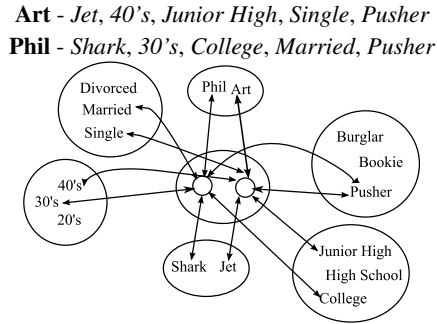 Art - Jet, 40's, Junior High, Single, Pusher
Phil - Shark, 30's, College, Married, Pusher
Divorced
Married
Single
Phil Art
Burglar
Bookie
Pusher
40's
30's
20's
Shark Jet
Junior High
High School
College